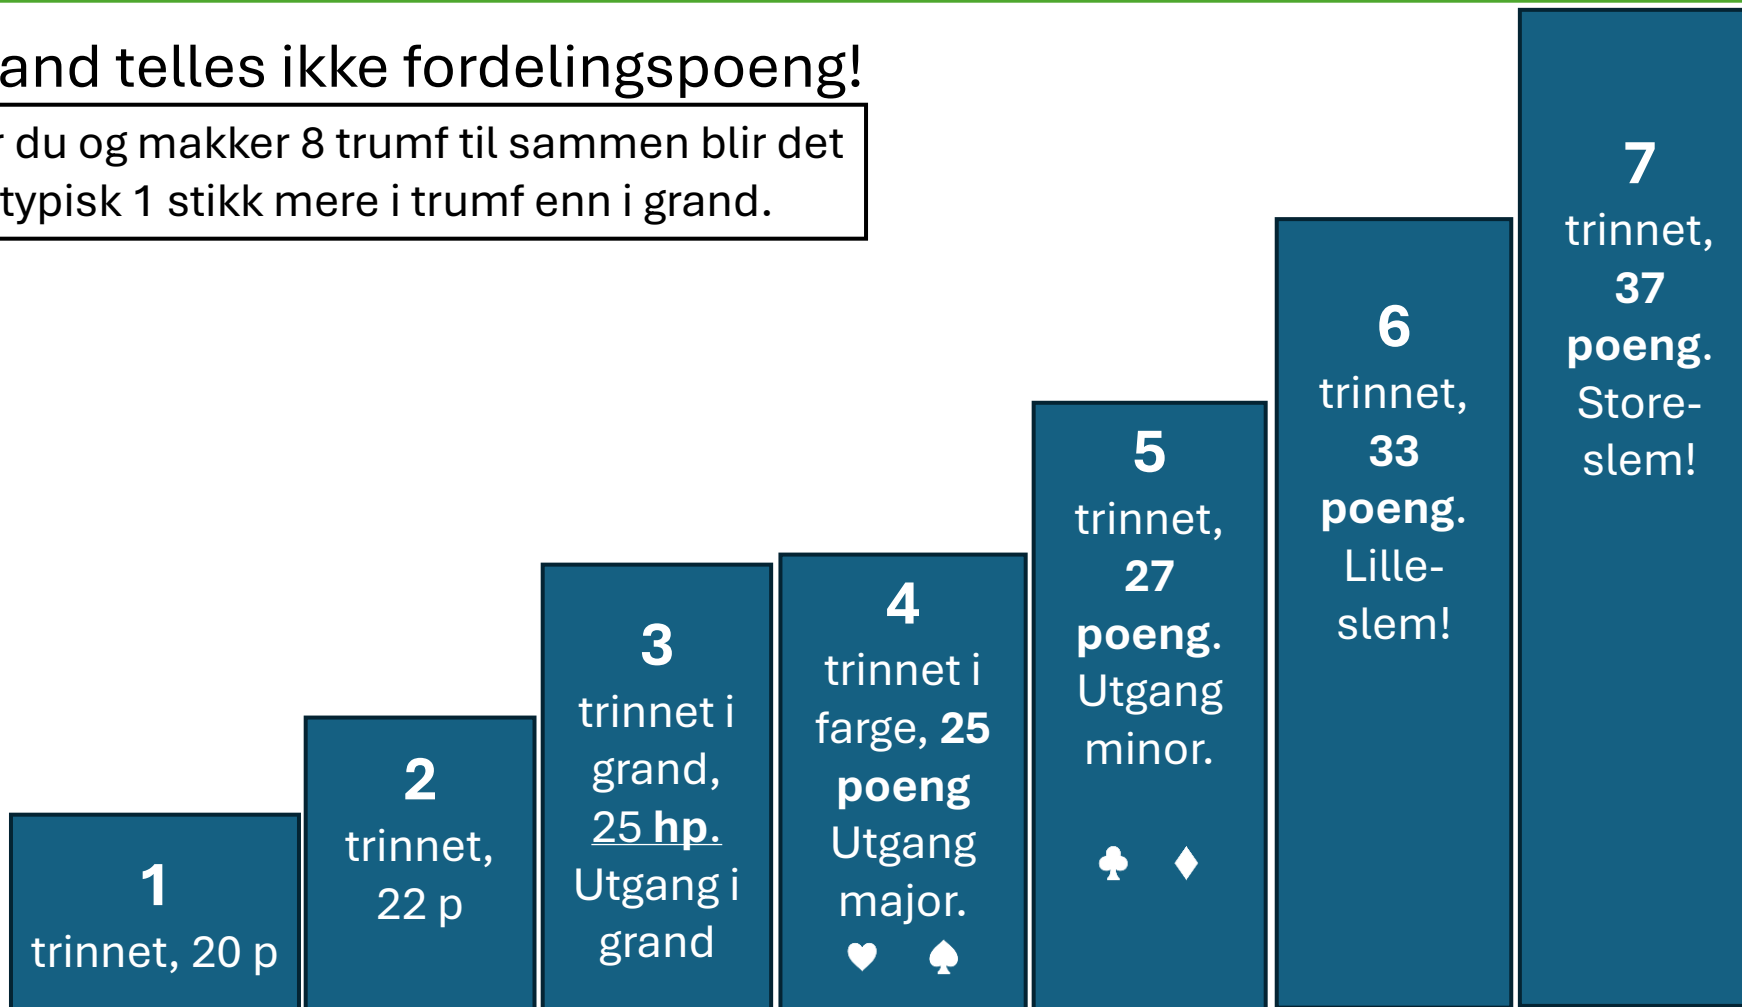 and telles ikke fordelingspoeng!
r du og makker 8 trumf til sammen blir det
typisk 1 stikk mere i trumf enn i grand.
1
trinnet, 20 p
2
trinnet,
22 p
3
trinnet i
grand,
25 hp.
Utgang i
grand
4
trinnet i
farge, 25
poeng
Utgang
major.
♥ ♠
5
trinnet,
27
poeng.
Utgang
minor.
♣ ♦
6
trinnet,
33
poeng.
Lille-
slem!
7
trinnet,
37
poeng.
Store-
slem!